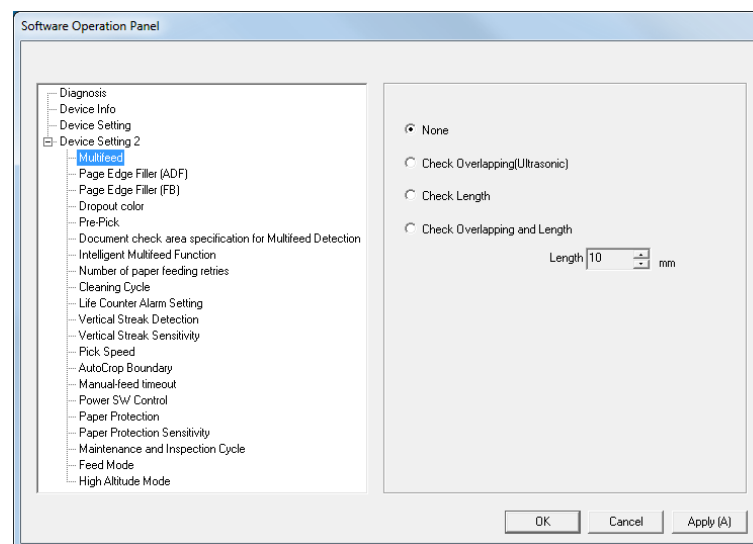 Software Operation Panel
Diagnosis
Device Info
Device Setting
Device Setting 2
Multifeed
Page Edge Filler (ADF)
Page Edge Filler (FB)
Dropout color
Pre-Pick
Document check area specification for Multifeed Detection
Intelligent Multifeed Function
Number of paper feeding retries
Cleaning Cycle
Life Counter Alarm Setting
Vertical Streak Detection
Vertical Streak Sensitivity
Pick Speed
AutoCrop Boundary
Manual-feed timeout
Power SW Control
Paper Protection
Paper Protection Sensitivity
Maintenance and Inspection Cycle
Feed Mode
High Altitude Mode
None
Check Overlapping(Ultrasonic)
Check Length
Check Overlapping and Length
Length 10 mm
OK Cancel Apply (A)